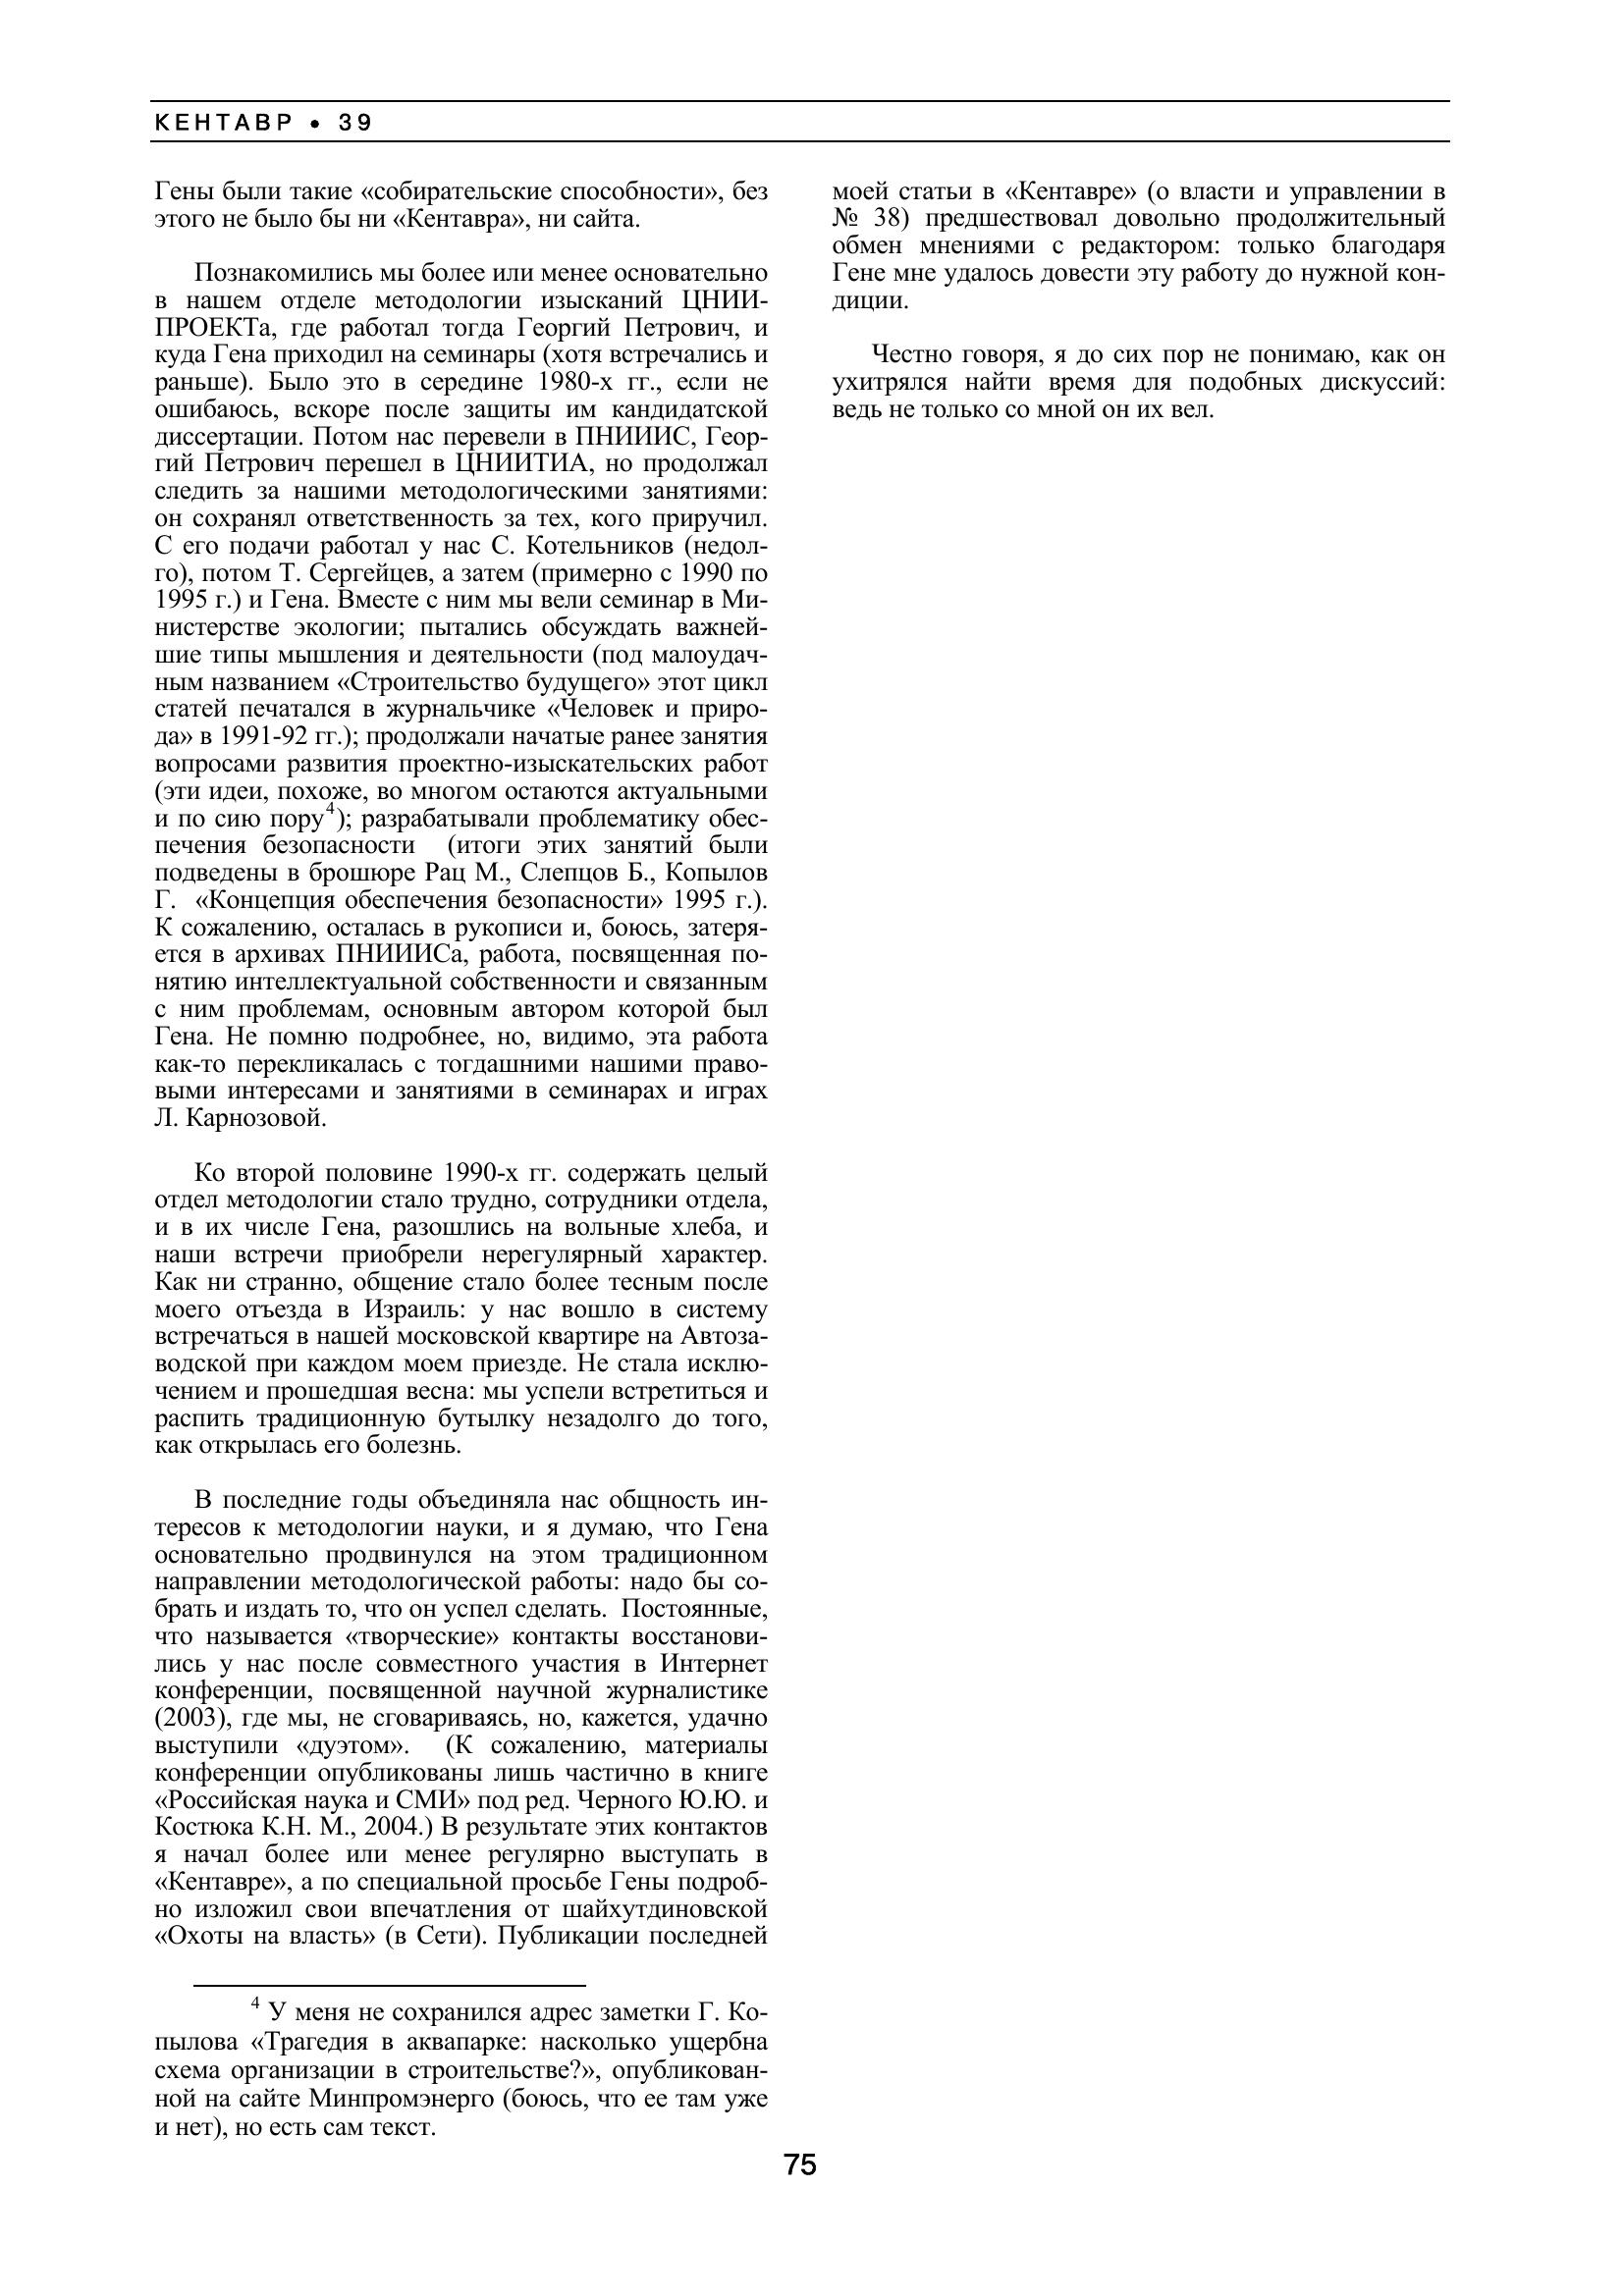 КЕНТАВР • 39
Гены были такие «собирательские способности», без
этого не было бы ни «Кентавра», ни сайта.
Познакомились мы более или менее основательно
в нашем отделе методологии изысканий ЦНИИ-
ПРОЕКТа, где работал тогда Георгий Петрович, и
куда Гена приходил на семинары (хотя встречались и
раньше). Было это в середине 1980-х гг., если не
ошибаюсь, вскоре после защиты им кандидатской
диссертации. Потом нас перевели в ПНИИИС, Геор-
гий Петрович перешел в ЦНИИТИА, но продолжал
следить за нашими методологическими занятиями:
он сохранял ответственность за тех, кого приручил.
С его подачи работал у нас С. Котельников (недол-
го), потом Т. Сергейцев, а затем (примерно с 1990 по
1995 г.) и Гена. Вместе с ним мы вели семинар в Ми-
нистерстве экологии; пытались обсуждать важней-
шие типы мышления и деятельности (под малоудач-
ным названием «Строительство будущего» этот цикл
статей печатался в журнальчике «Человек и приро-
да» в 1991-92 гг.); продолжали начатые ранее занятия
вопросами развития проектно-изыскательских работ
(эти идеи, похоже, во многом остаются актуальными
и по сию пору4); разрабатывали проблематику обес-
печения безопасности (итоги этих занятий были
подведены в брошюре Рац М., Слепцов Б., Копылов
Г. «Концепция обеспечения безопасности» 1995 г.).
К сожалению, осталась в рукописи и, боюсь, затеря-
ется в архивах ПНИИИСа, работа, посвященная по-
нятию интеллектуальной собственности и связанным
с ним проблемам, основным автором которой был
Гена. Не помню подробнее, но, видимо, эта работа
как-то перекликалась с тогдашними нашими право-
выми интересами и занятиями в семинарах и играх
Л. Карнозовой.
Ко второй половине 1990-х гг. содержать целый
отдел методологии стало трудно, сотрудники отдела,
и в их числе Гена, разошлись на вольные хлеба, и
наши встречи приобрели нерегулярный характер.
Как ни странно, общение стало более тесным после
моего отъезда в Израиль: у нас вошло в систему
встречаться в нашей московской квартире на Автоза-
водской при каждом моем приезде. Не стала исклю-
чением и прошедшая весна: мы успели встретиться и
распить традиционную бутылку незадолго до того,
как открылась его болезнь.
В последние годы объединяла нас общность ин-
тересов к методологии науки, и я думаю, что Гена
основательно продвинулся на этом традиционном
направлении методологической работы: надо бы со-
брать и издать то, что он успел сделать. Постоянные,
что называется «творческие» контакты восстанови-
лись у нас после совместного участия в Интернет
конференции, посвященной научной журналистике
(2003), где мы, не сговариваясь, но, кажется, удачно
выступили «дуэтом». (К сожалению, материалы
конференции опубликованы лишь частично в книге
«Российская наука и СМИ» под ред. Черного Ю.Ю. и
Костюка К.Н. М., 2004.) В результате этих контактов
я начал более или менее регулярно выступать в
«Кентавре», а по специальной просьбе Гены подроб-
но изложил свои впечатления от шайхутдиновской
«Охоты на власть» (в Сети). Публикации последней
4 У меня не сохранился адрес заметки Г. Ко-
пылова «Трагедия в аквапарке: насколько ущербна
схема организации в строительстве?», опубликован-
ной на сайте Минпромэнерго (боюсь, что ее там уже
и нет), но есть сам текст.
моей статьи в «Кентавре» (о власти и управлении в
№ 38) предшествовал довольно продолжительный
обмен мнениями с редактором: только благодаря
Гене мне удалось довести эту работу до нужной кон-
диции.
Честно говоря, я до сих пор не понимаю, как он
ухитрялся найти время для подобных дискуссий:
ведь не только со мной он их вел.
75